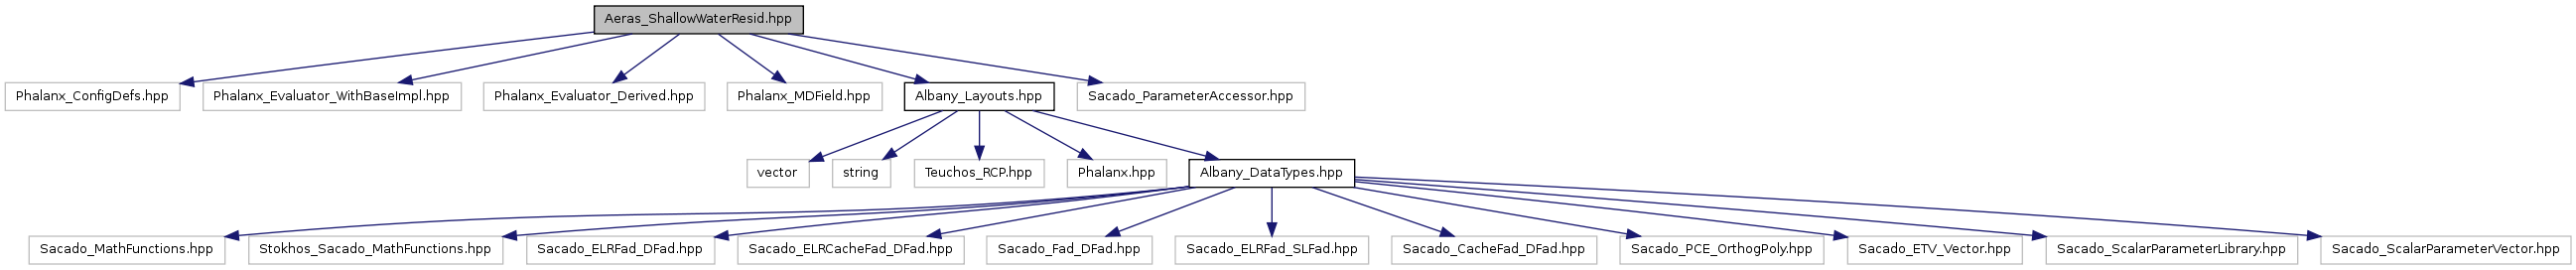 Aeras_ShallowWaterResid.hpp
Phalanx_ConfigDefs.hpp
Phalanx_Evaluator_WithBaseImpl.hpp
Phalanx_Evaluator_Derived.hpp
Phalanx_MDField.hpp
Albany_Layouts.hpp
Sacado_ParameterAccessor.hpp
vector
string
Teuchos_RCP.hpp
Phalanx.hpp
Albany_DataTypes.hpp
Sacado_MathFunctions.hpp
Stokhos_Sacado_MathFunctions.hpp
Sacado_ELRFad_DFad.hpp
Sacado_ELRCacheFad_DFad.hpp
Sacado_Fad_DFad.hpp
Sacado_ELRFad_SLFad.hpp
Sacado_CacheFad_DFad.hpp
Sacado_PCE_OrthogPoly.hpp
Sacado_ETV_Vector.hpp
Sacado_ScalarParameterLibrary.hpp
Sacado_ScalarParameterVector.hpp